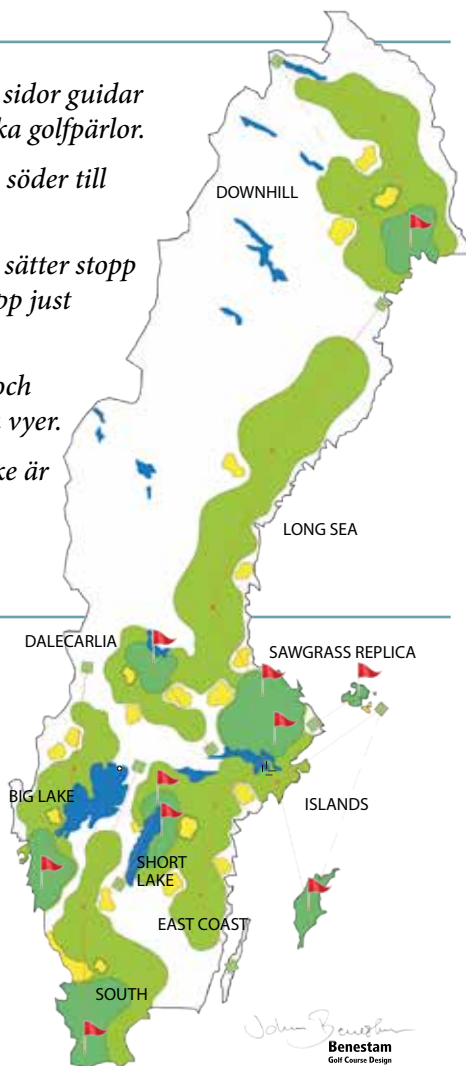 sidor guidar
ka golfpärlor.
söder till
sätter stopp
pp just
och
vyer.
ke är
DOWNHILL
LONG SEA
DALECARLIA
SAWGRASS REPLICA
BIG LAKE
ISLANDS
SHORT
LAKE
EAST COAST
SOUTH
Benestam
Golf Course Design